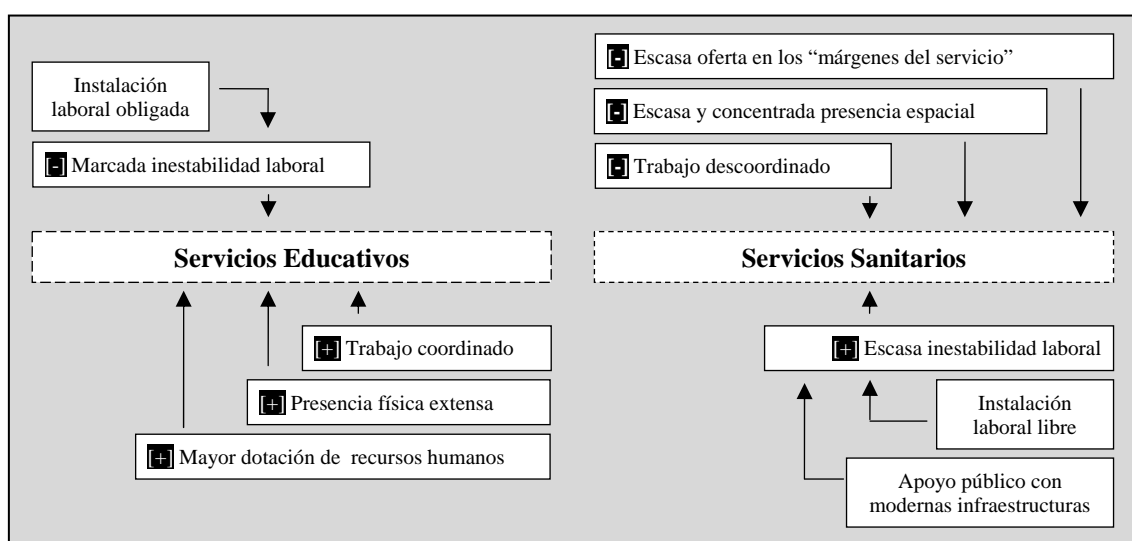 Instalación
laboral obligada
[-] Marcada inestabilidad laboral
Servicios Educativos
[+] Trabajo coordinado
[+] Presencia física extensa
[+] Mayor dotación de recursos humanos
[-] Escasa oferta en los “márgenes del servicio”
[-] Escasa y concentrada presencia espacial
[-] Trabajo descoordinado
Servicios Sanitarios
[+] Escasa inestabilidad laboral
Instalación
laboral libre
Apoyo público con
modernas infraestructuras